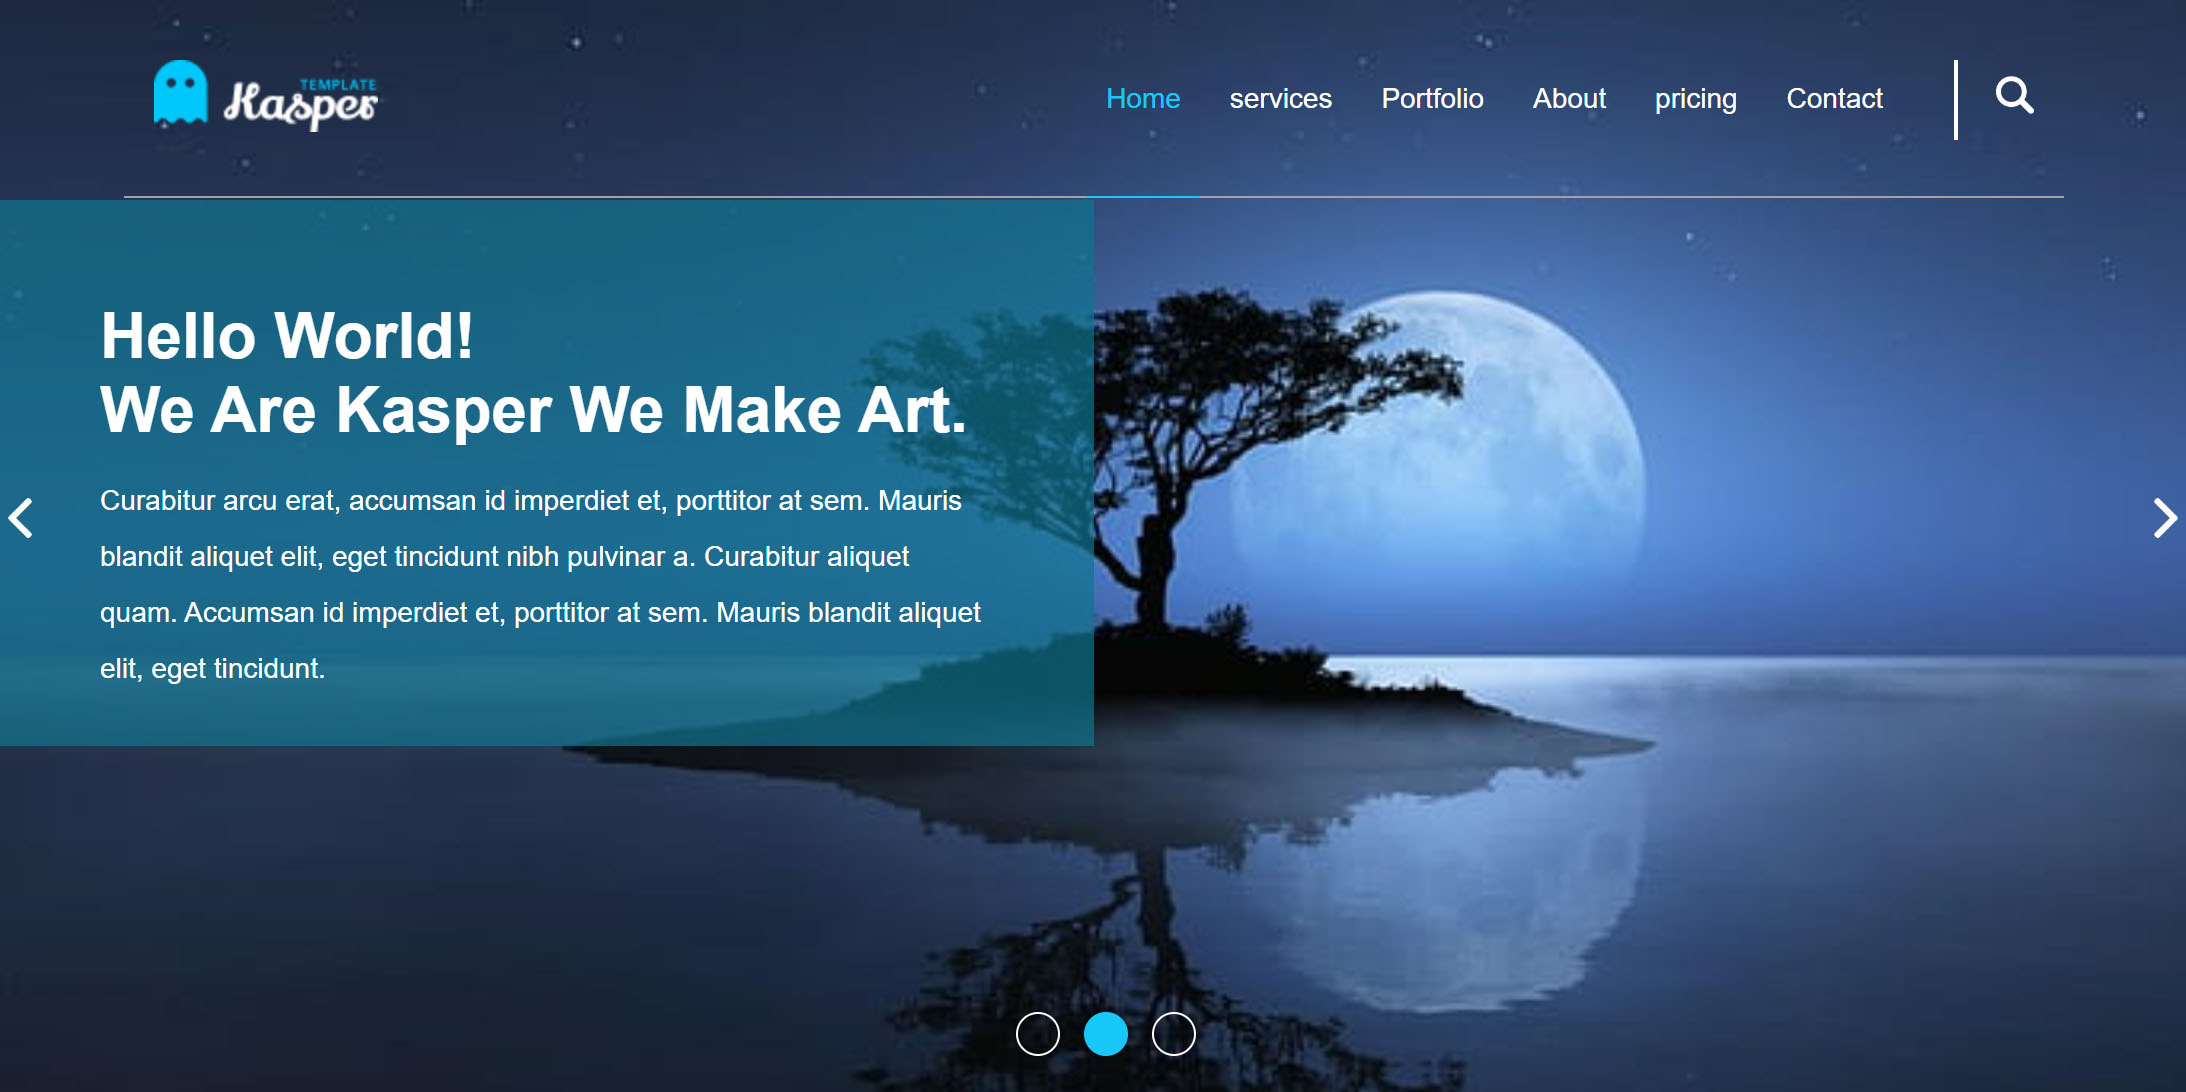 TEMPLATE
Kasper
Home services Portfolio About pricing Contact
Hello World!
We Are Kasper We Make Art.
Curabitur arcu erat, accumsan id imperdiet et, porttitor at sem. Mauris
blandit aliquet elit, eget tincidunt nibh pulvinar a. Curabitur aliquet
quam. Accumsan id imperdiet et, porttitor at sem. Mauris blandit aliquet
elit, eget tincidunt.